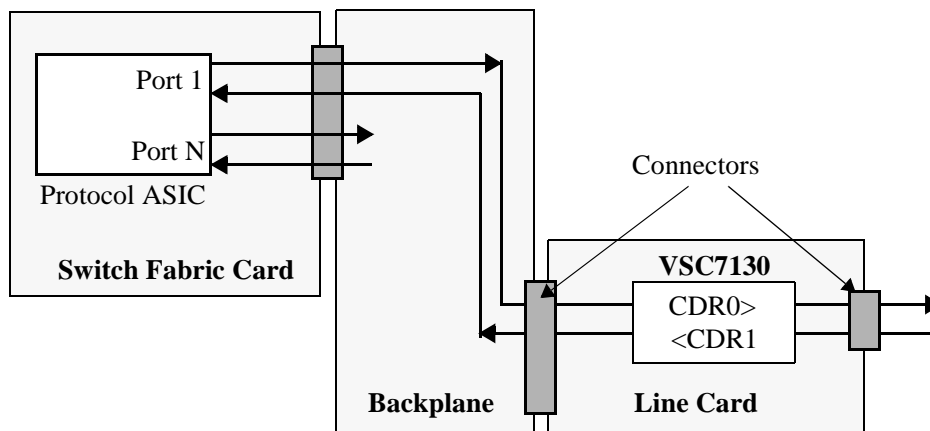 Port 1
Port N
Protocol ASIC
Switch Fabric Card
Connectors
VSC7130
CDR0>
<CDR1
Backplane
Line Card